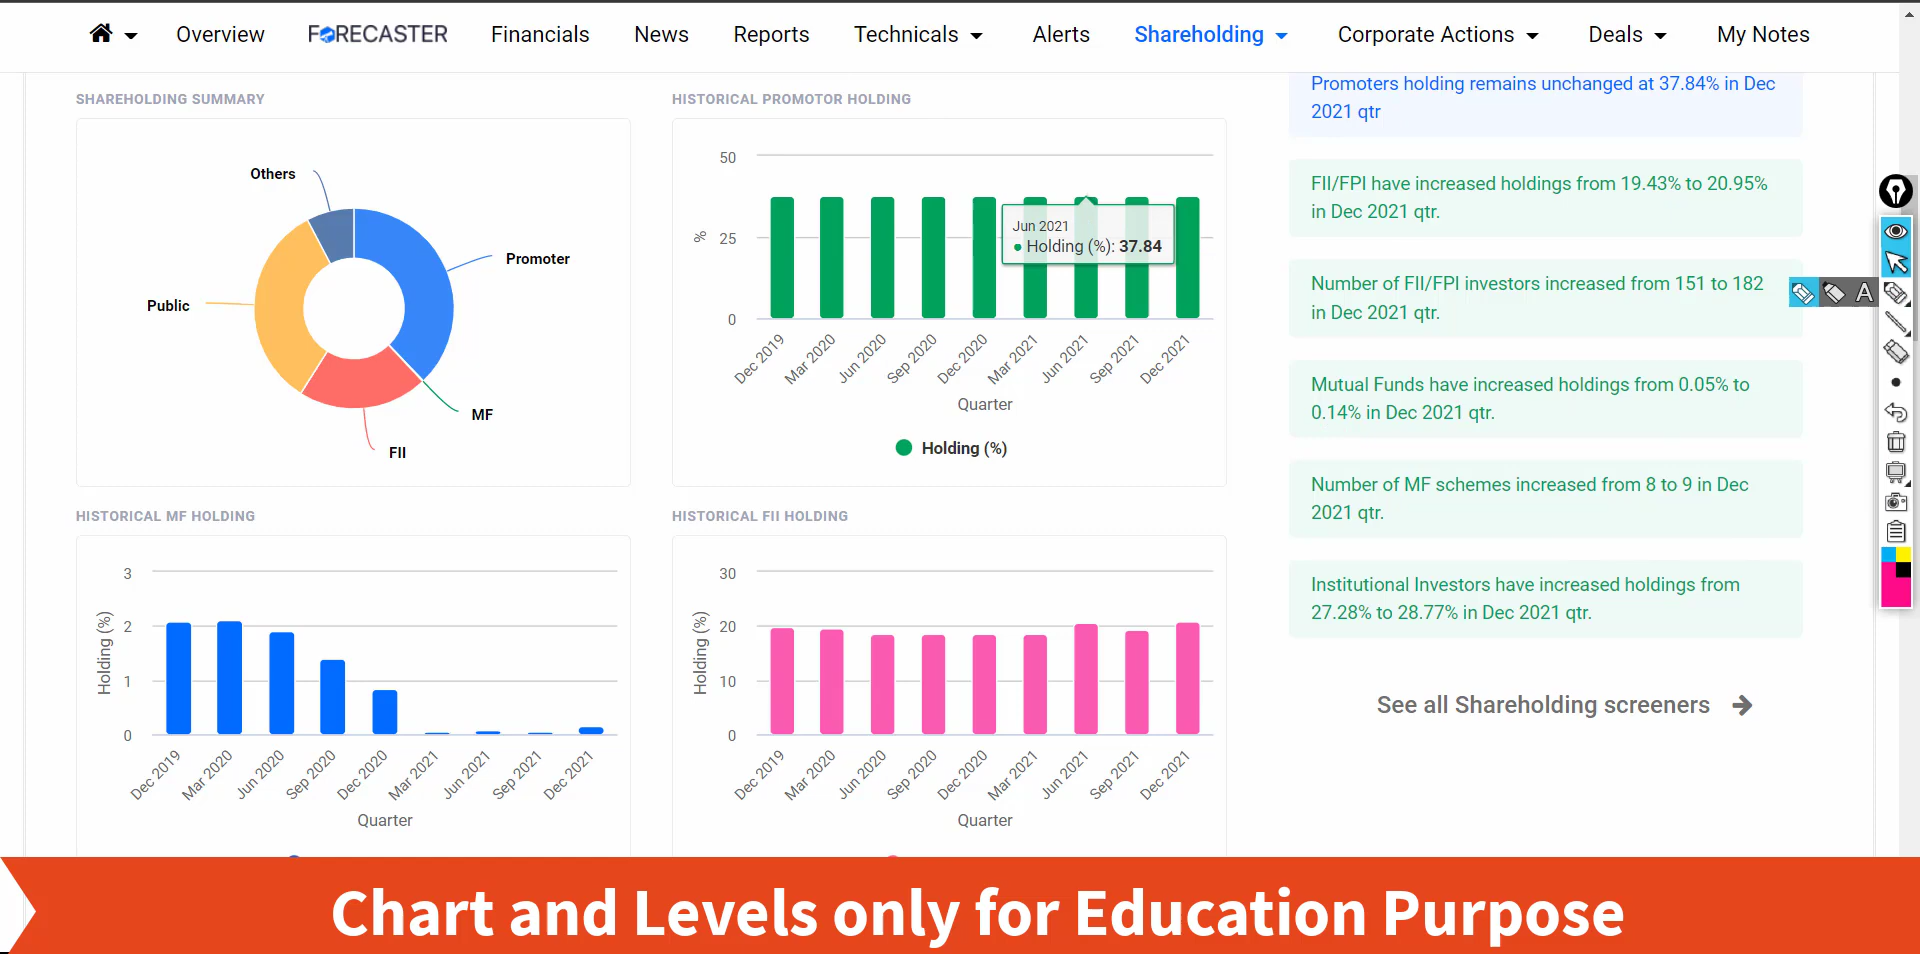 Overview
FORECASTER
Financials
News
Reports
Technicals
Alerts
Shareholding
Corporate Actions
Deals
My Notes
SHAREHOLDING SUMMARY
Others
Promoter
Public
MF
FII
HISTORICAL PROMOTOR HOLDING
50
25
0
%
Jun 2021
Holding (%): 37.84
Dec 2019
Mar 2020
Jun 2020
Sep 2020
Dec 2020
Mar 2021
Jun 2021
Sep 2021
Dec 2021
Quarter
Holding (%)
HISTORICAL MF HOLDING
3
2
1
0
Holding (%)
Dec 2019
Mar 2020
Jun 2020
Sep 2020
Dec 2020
Mar 2021
Jun 2021
Sep 2021
Dec 2021
Quarter
HISTORICAL FII HOLDING
30
20
10
0
Holding (%)
Dec 2019
Mar 2020
Jun 2020
Sep 2020
Dec 2020
Mar 2021
Jun 2021
Sep 2021
Dec 2021
Quarter
Promoters holding remains unchanged at 37.84% in Dec
2021 qtr
FII/FPI have increased holdings from 19.43% to 20.95%
in Dec 2021 qtr.
Number of FII/FPI investors increased from 151 to 182
in Dec 2021 qtr.
Mutual Funds have increased holdings from 0.05% to
0.14% in Dec 2021 qtr.
Number of MF schemes increased from 8 to 9 in Dec
2021 qtr.
Institutional Investors have increased holdings from
27.28% to 28.77% in Dec 2021 qtr.
See all Shareholding screeners
A
Chart and Levels only for Education Purpose